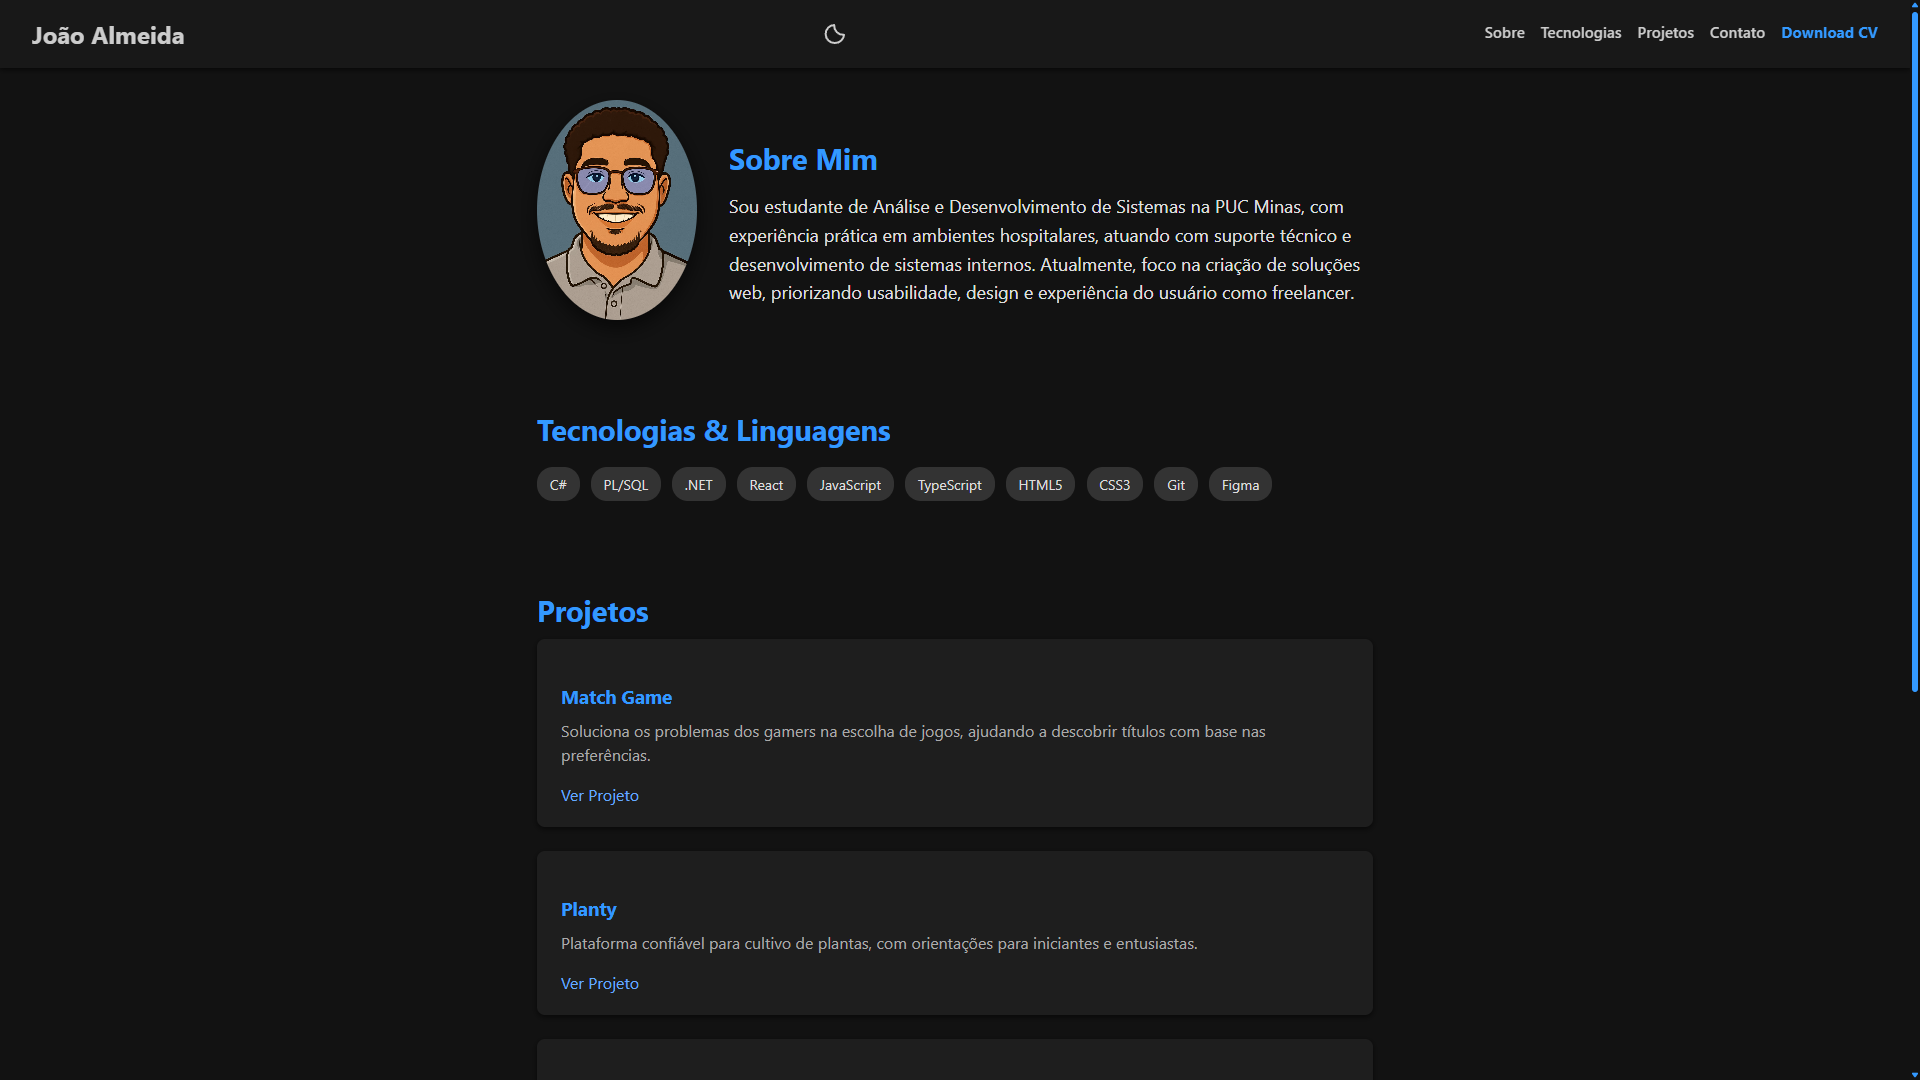 João Almeida
Sobre Tecnologias Projetos Contato Download CV
Sobre Mim
Sou estudante de Análise e Desenvolvimento de Sistemas na PUC Minas, com
experiência prática em ambientes hospitalares, atuando com suporte técnico e
desenvolvimento de sistemas internos. Atualmente, foco na criação de soluções
web, priorizando usabilidade, design e experiência do usuário como freelancer.
Tecnologias & Linguagens
C# PL/SQL .NET React JavaScript TypeScript HTML5 CSS3 Git Figma
Projetos
Match Game
Soluciona os problemas dos gamers na escolha de jogos, ajudando a descobrir títulos com base nas
preferências.
Ver Projeto
Planty
Plataforma confiável para cultivo de plantas, com orientações para iniciantes e entusiastas.
Ver Projeto